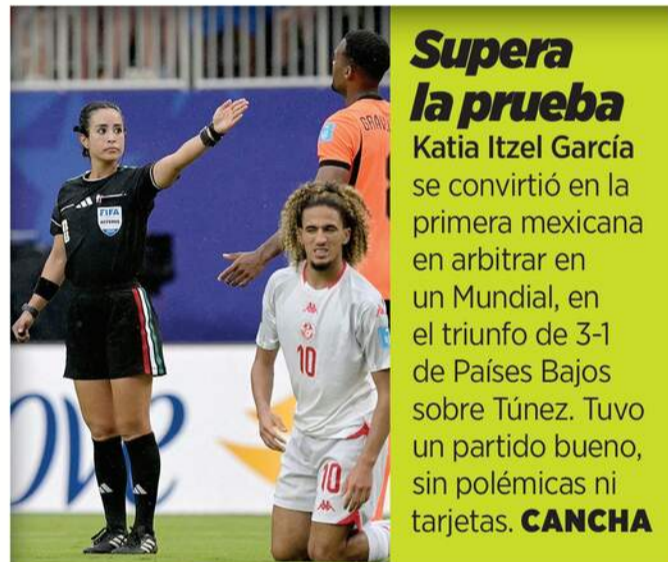 Supera
la prueba
Katia Itzel García
se convirtió en la
primera mexicana
en arbitrar en
un Mundial, en
el triunfo de 3-1
de Países Bajos
sobre Túnez. Tuvo
un partido bueno,
sin polémicas ni
tarjetas. CANCHA
FIFA
GRAV
10
10
ove